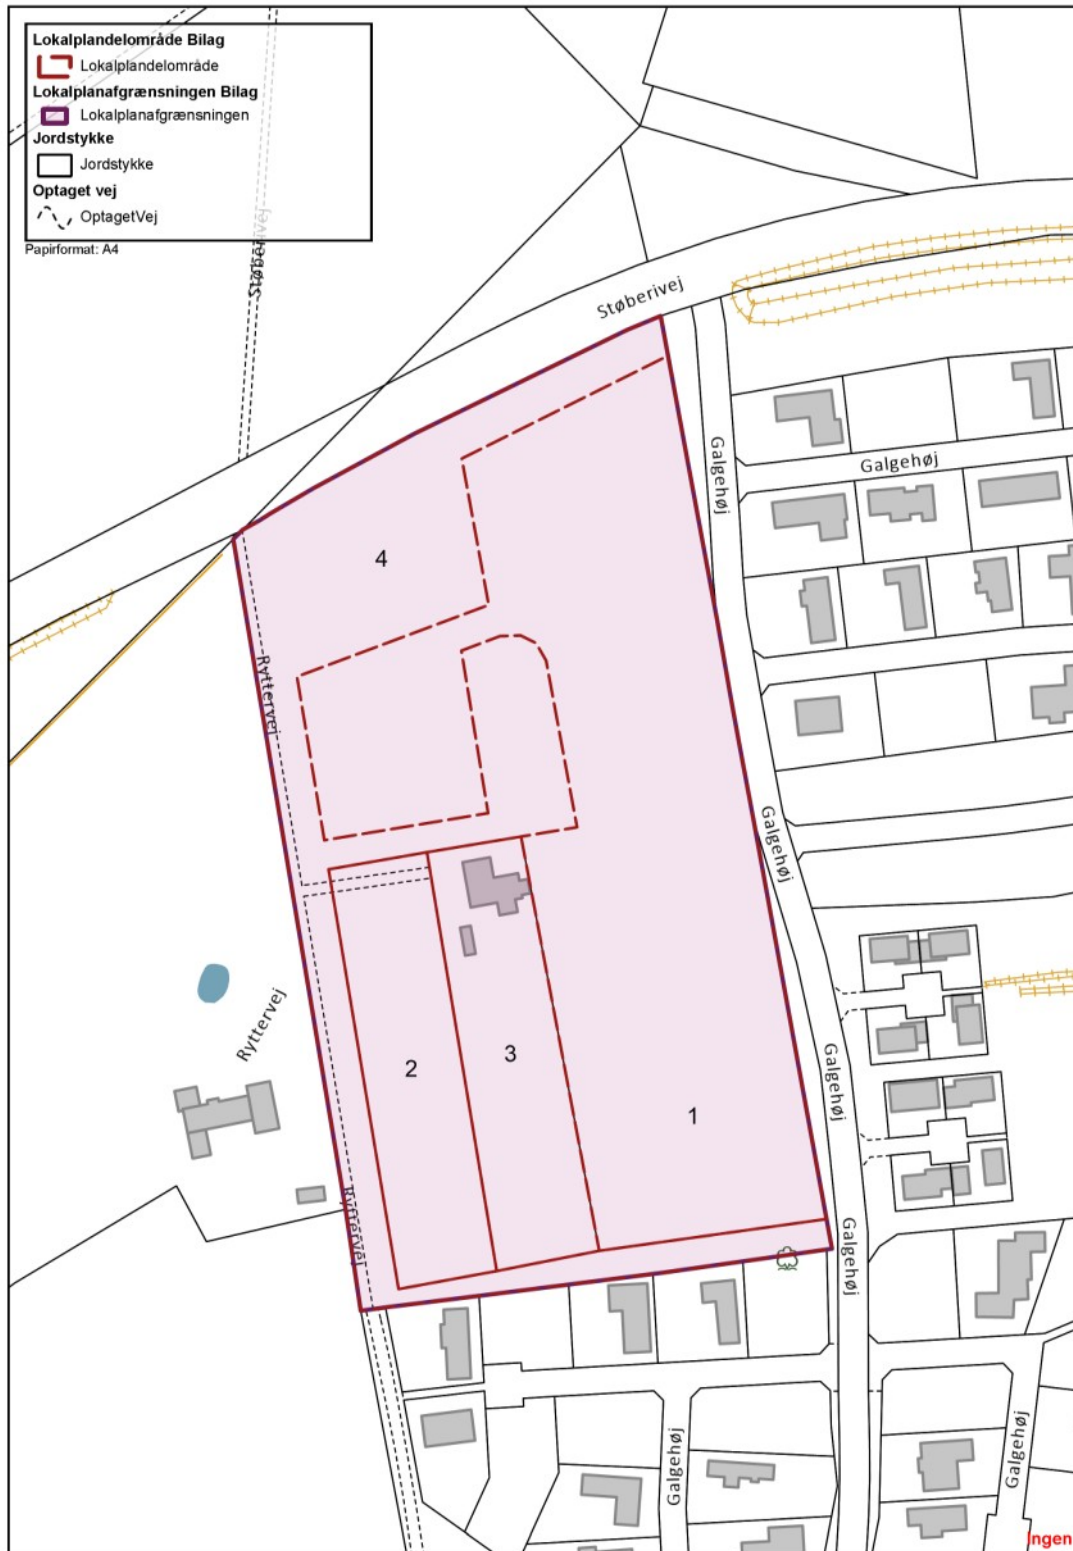 Lokalplandelområde Bilag
Lokalplandelområde
Lokalplanafgrænsningen Bilag
Lokalplanafgrænsningen
Jordstykke
Jordstykke
Optaget vej
OptagetVej
Papirformat: A4
Støberivej
Støberivej
Galgehøj
Galgehøj
4
Ryttervej
Galgehøj
Ryttervej
2
3
1
Galgehøj
Ryttervej
Galgehøj
Galgehøj
Galgehøj
Ingen